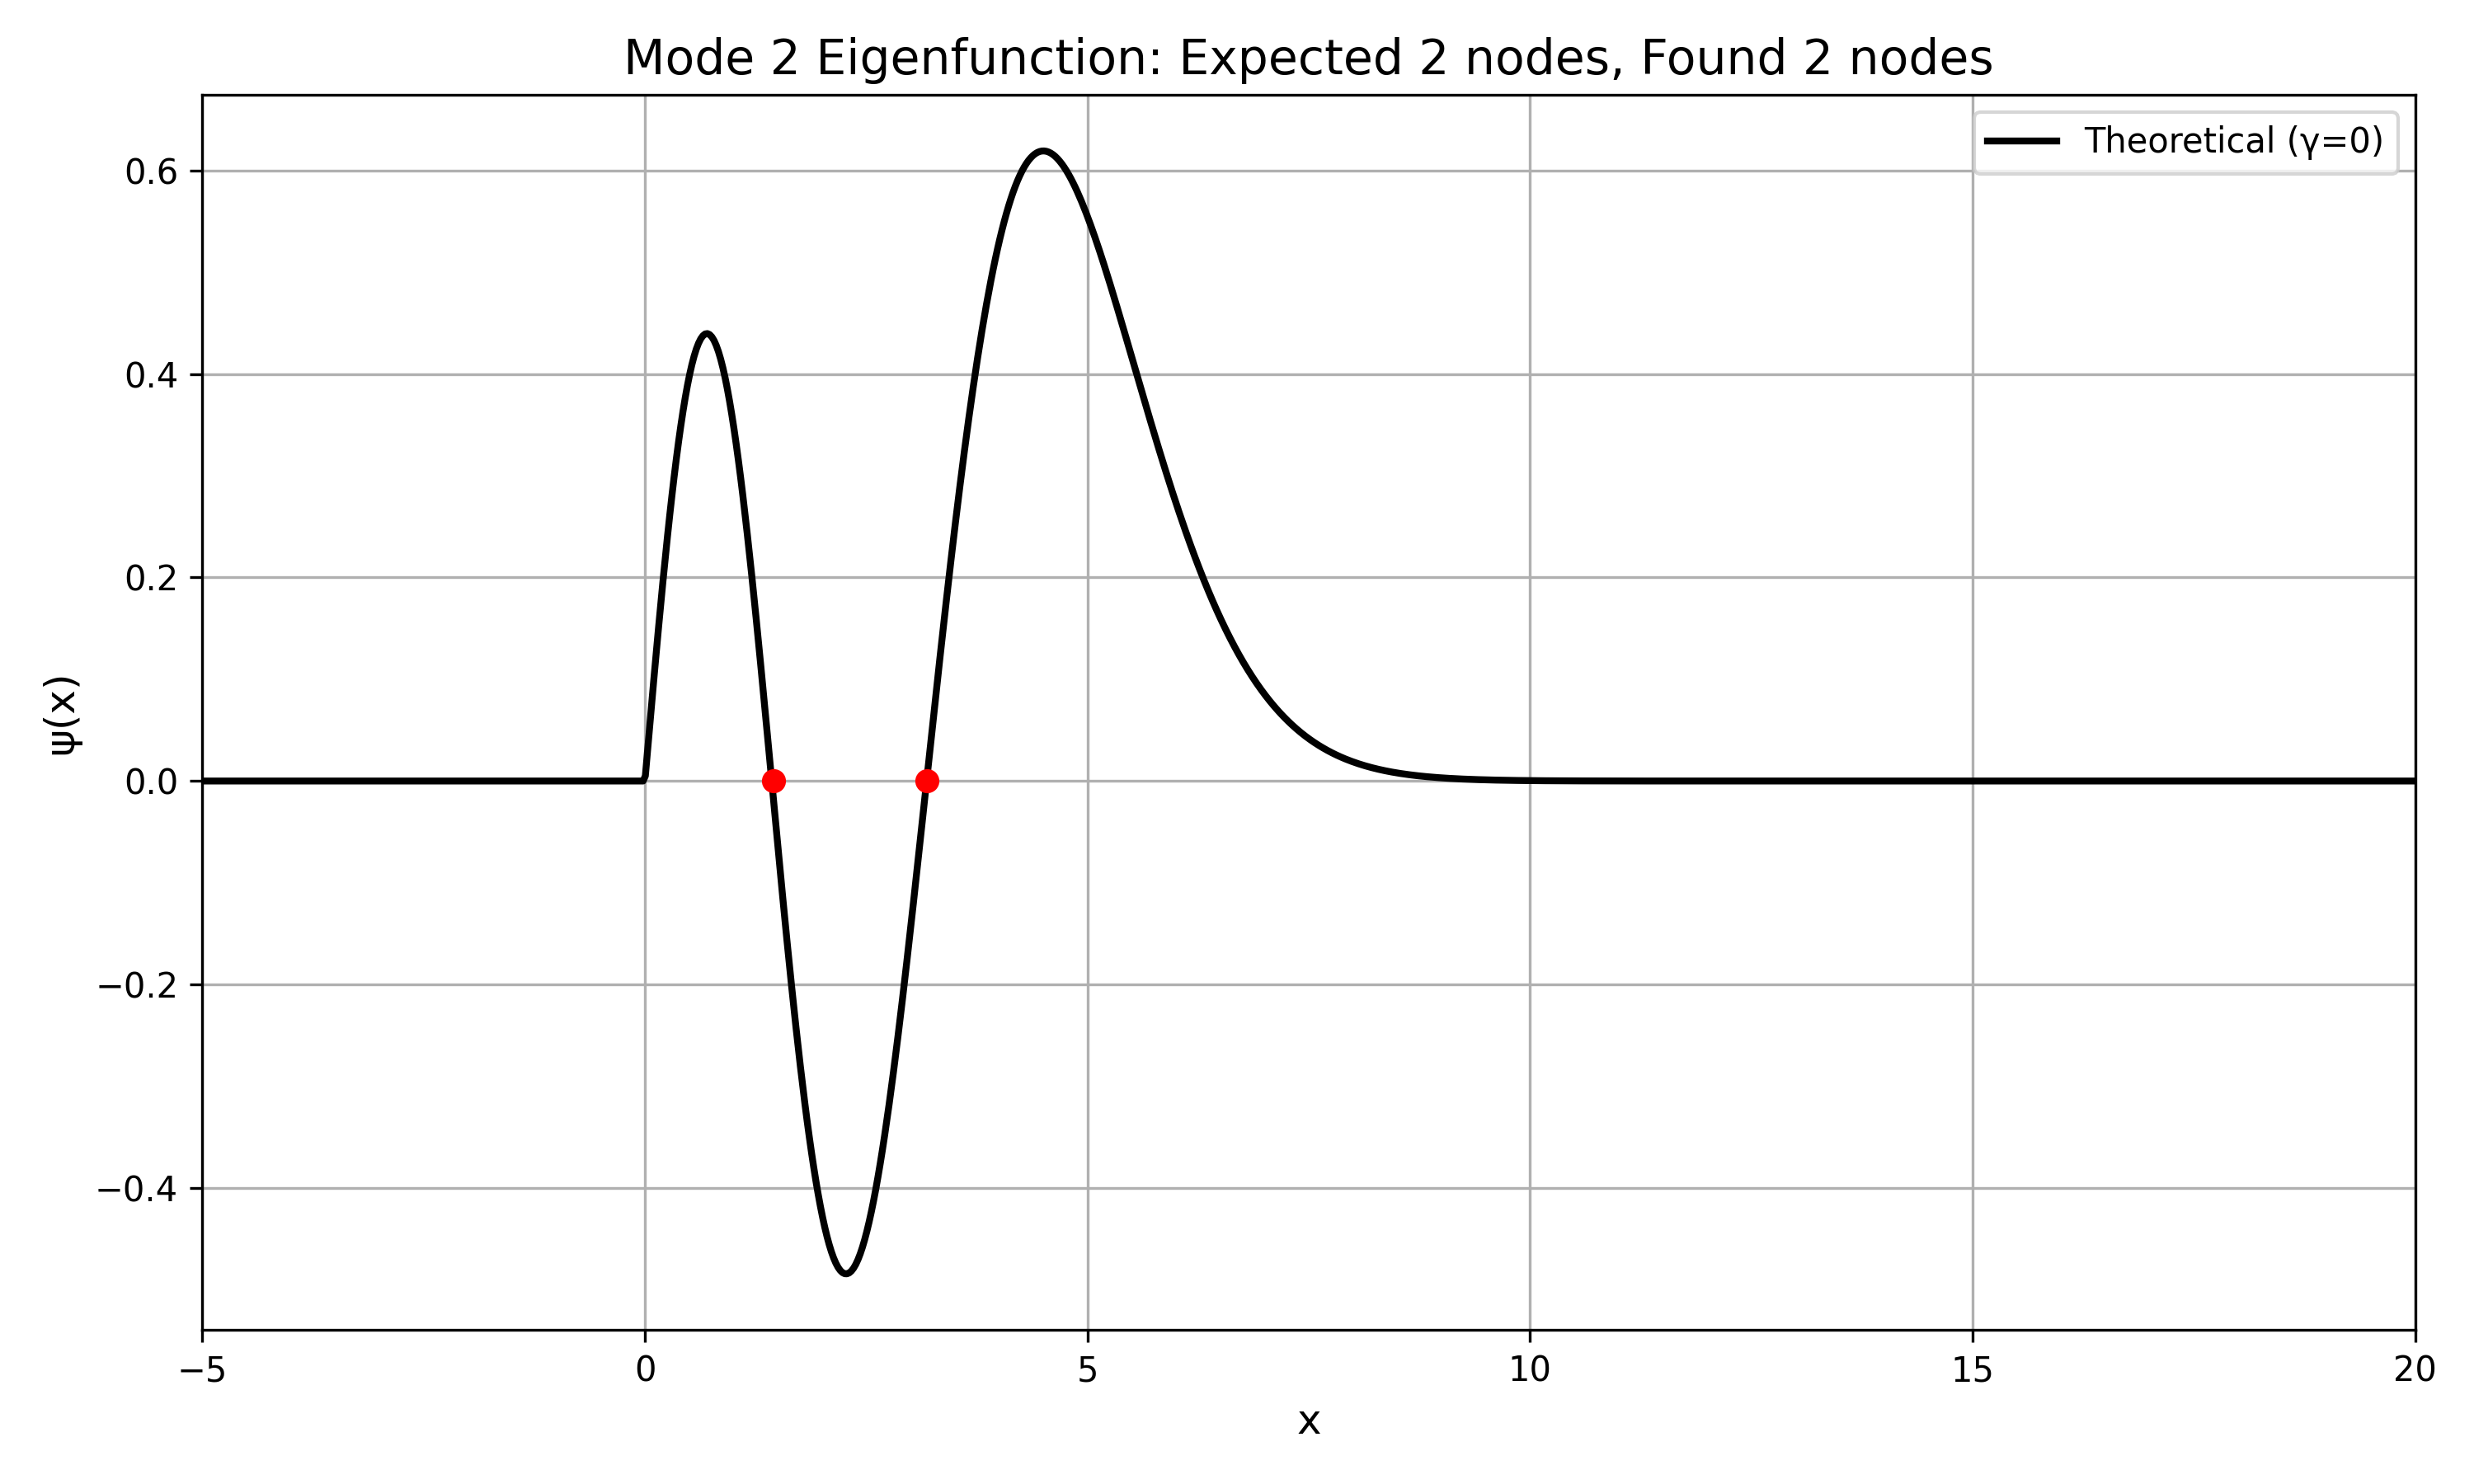 Mode 2 Eigenfunction: Expected 2 nodes, Found 2 nodes
Theoretical (γ=0)
0.6
0.4
0.2
0.0
−0.2
−0.4
ψ(x)
−5 0 5 10 15 20
x